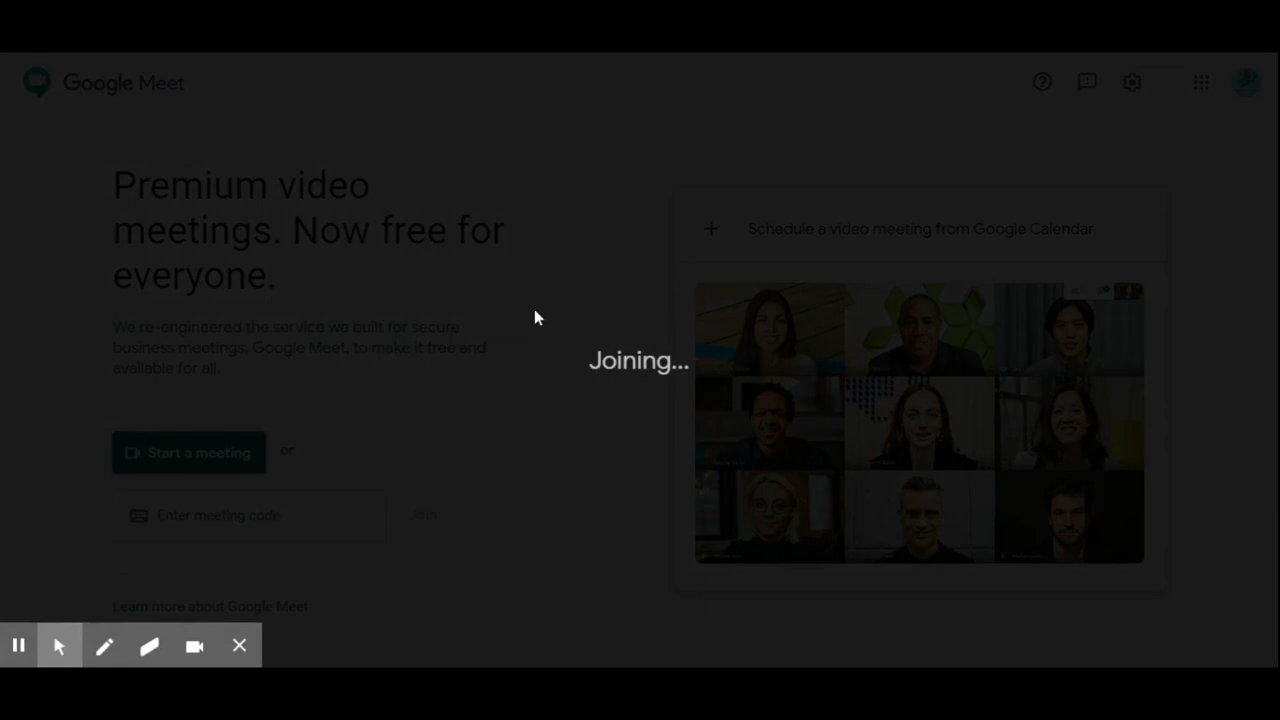 Google Meet
Premium video
meetings. Now free for
everyone.
We re-engineered the service we built for secure
business meetings, Google Meet, to make it free and
available for all.
Start a meeting
or
Enter meeting code
Join
Learn more about Google Meet
Schedule a video meeting from Google Calendar
Joining...